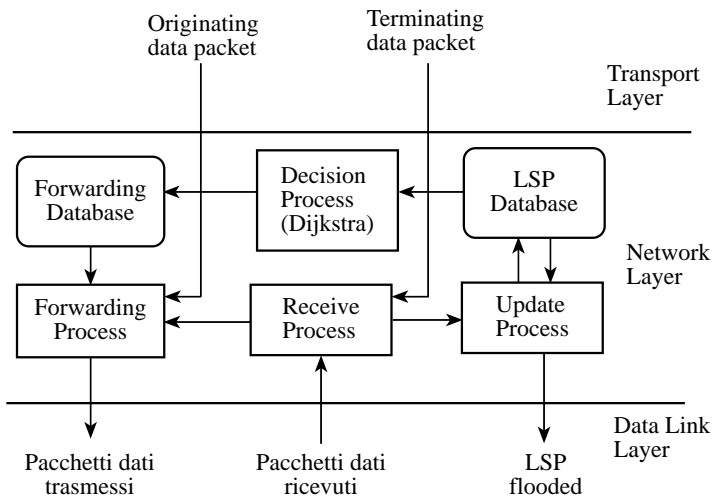 Originating
data packet
Terminating
data packet
Transport
Layer
Forwarding
Database
Decision
Process
(Dijkstra)
LSP
Database
Network
Layer
Forwarding
Process
Receive
Process
Update
Process
Data Link
Layer
Pacchetti dati
trasmessi
Pacchetti dati
ricevuti
LSP
flooded